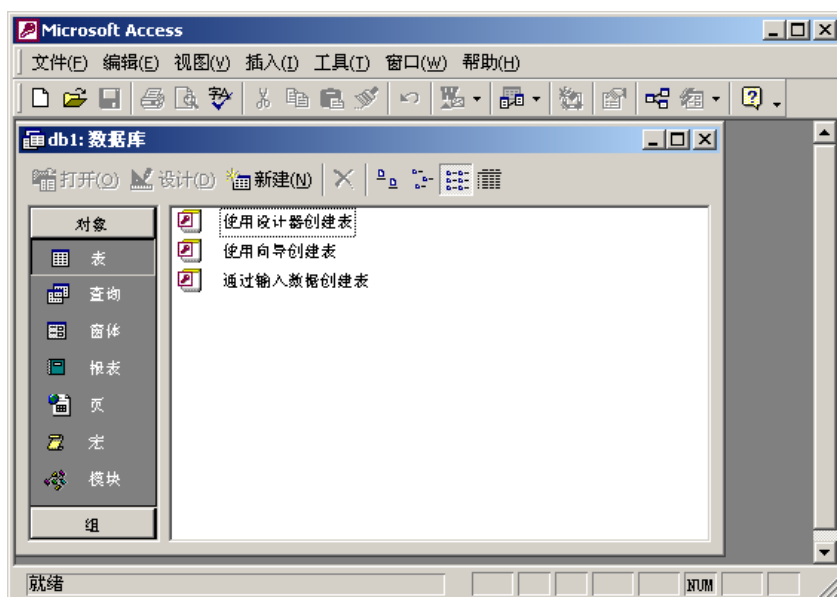 Microsoft Access
文件(F) 编辑(E) 视图(V) 插入(I) 工具(T) 窗口(W) 帮助(H)
db1: 数据库
打开(O) 设计(D) 新建(N)
对象
表
查询
窗体
报表
页
宏
模块
组
使用设计器创建表
使用向导创建表
通过输入数据创建表
就绪
NUM